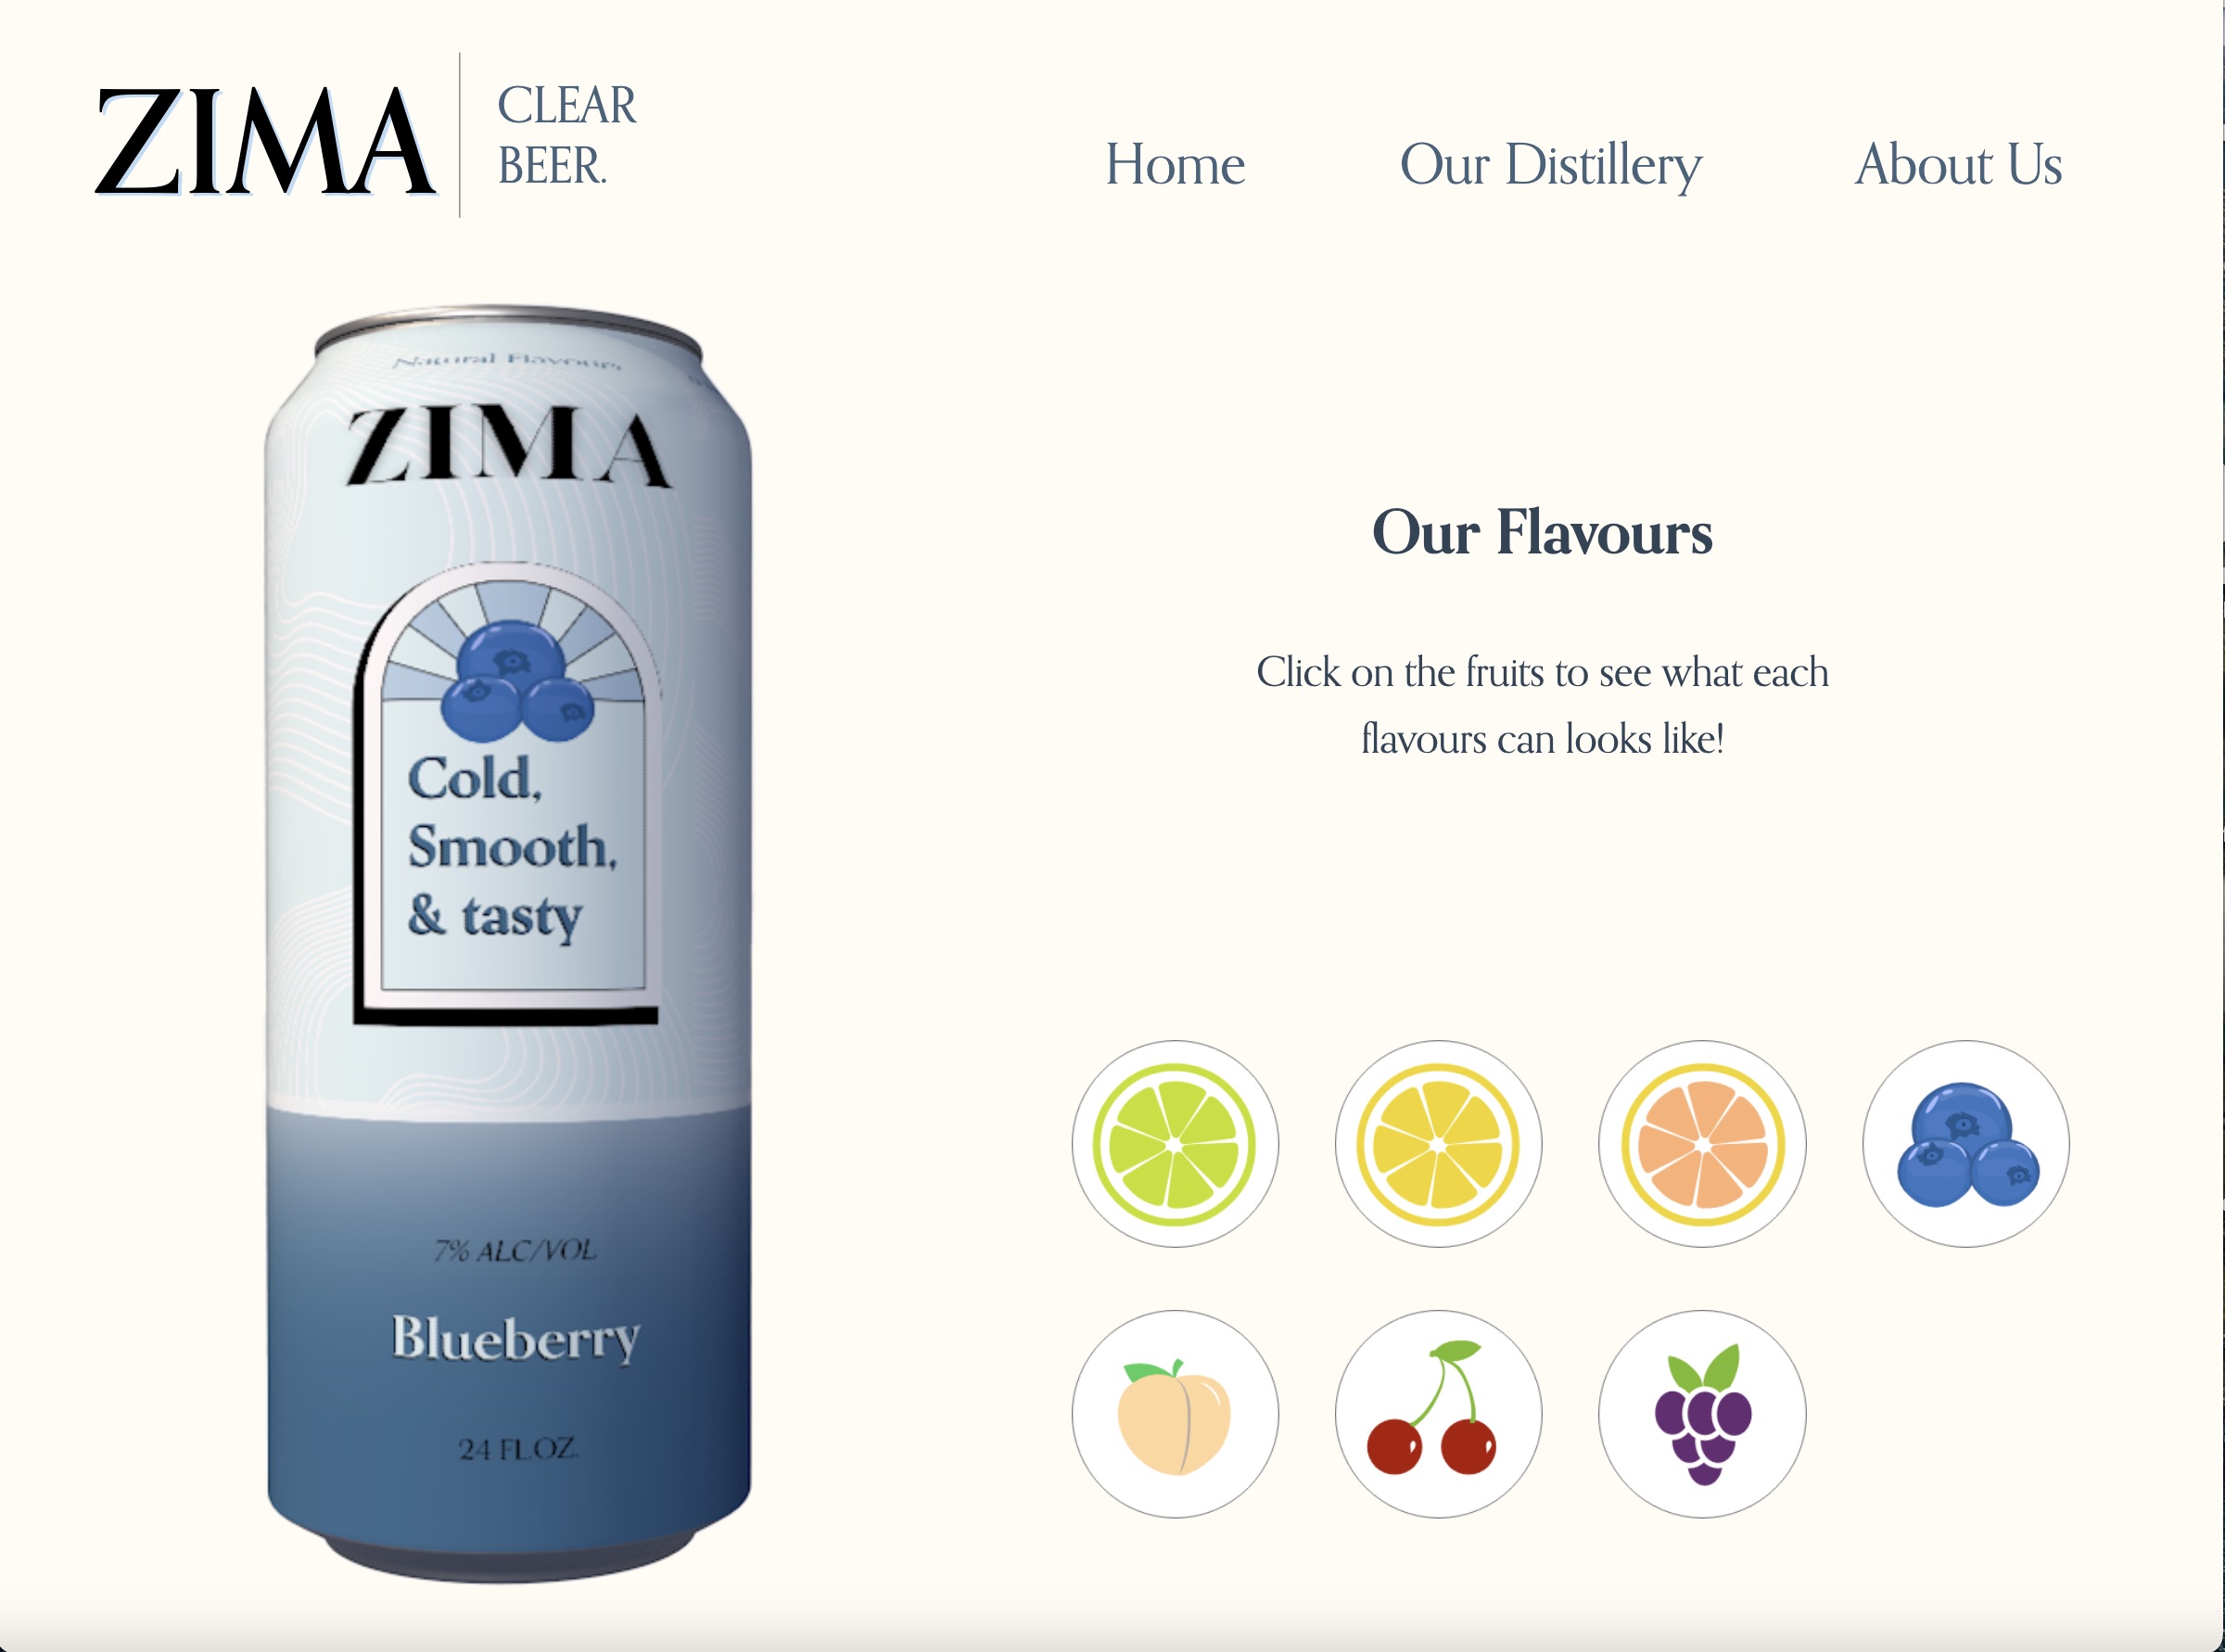 ZIMA
CLEAR
BEER.
Home
Our Distillery
About Us
Natural Flavours
ZIMA
Cold,
Smooth,
& tasty
7% ALC/VOL
Blueberry
24 FL.OZ.
Our Flavours
Click on the fruits to see what each
flavours can looks like!